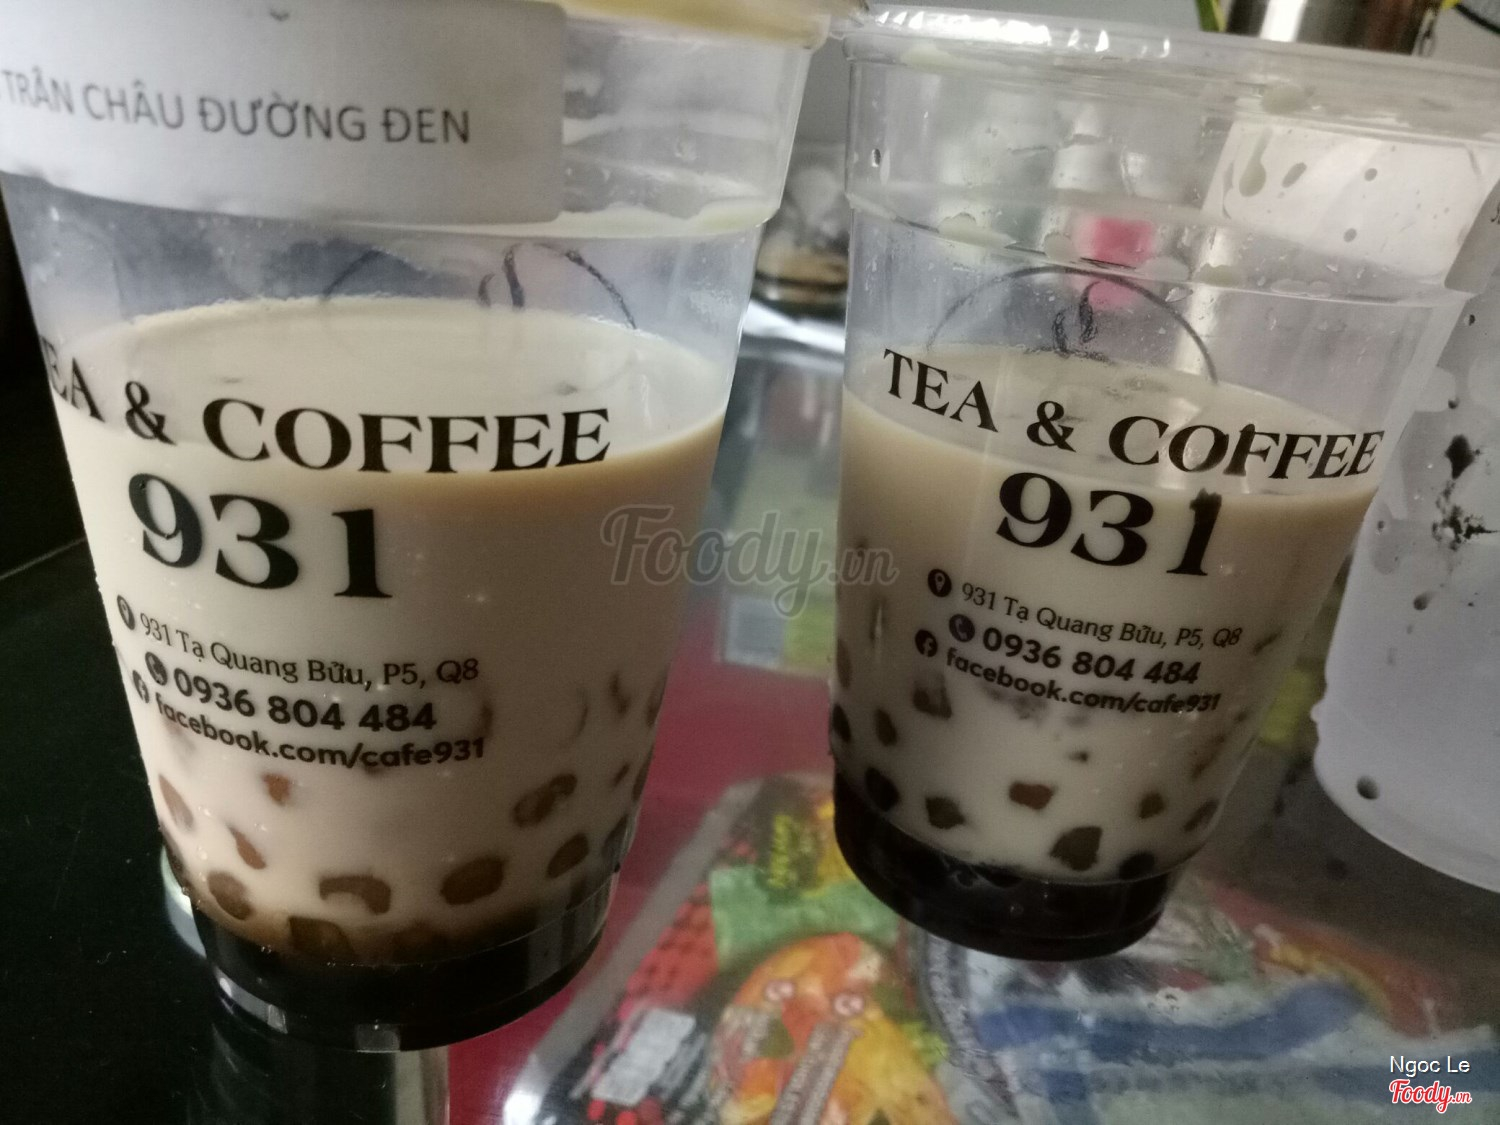 TRÂN CHÂU ĐƯỜNG ĐEN
TEA & COFFEE
931
931 Tạ Quang Bửu, P5, Q8
0936 804 484
facebook.com/cafe931
TEA & COFFEE
931
931 Tạ Quang Bửu, P5, Q8
0936 804 484
facebook.com/cafe931
Foody.vn
Ngoc Le
Foody.vn